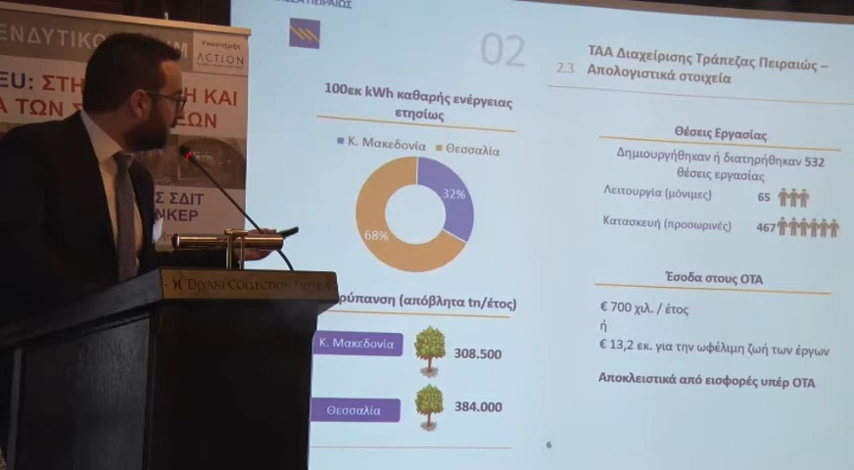 ΠΕΙΡΑΙΩΣ
Υποστήριξη
ACTION
EU: ΣΤΗ
Η ΚΑΙ
ΤΩΝ
ΣΔΙΤ
ΝΚΕΡ
DIVANI COLLECTION
02
2.3
ΤΑΑ Διαχείρισης Τράπεζας Πειραιώς –
Απολογιστικά στοιχεία
100εκ kWh καθαρής ενέργειας
ετησίως
Κ. Μακεδονία
Θεσσαλία
32%
68%
ρύπανση (απόβλητα tn/έτος)
Κ. Μακεδονία
308.500
Θεσσαλία
384.000
Θέσεις Εργασίας
Δημιουργήθηκαν ή διατηρήθηκαν 532
θέσεις εργασίας
Λειτουργία (μόνιμες) 65
Κατασκευή (προσωρινές) 467
Έσοδα στους ΟΤΑ
€ 700 χιλ. / έτος
ή
€ 13,2 εκ. για την ωφέλιμη ζωή των έργων
Αποκλειστικά από εισφορές υπέρ ΟΤΑ
6